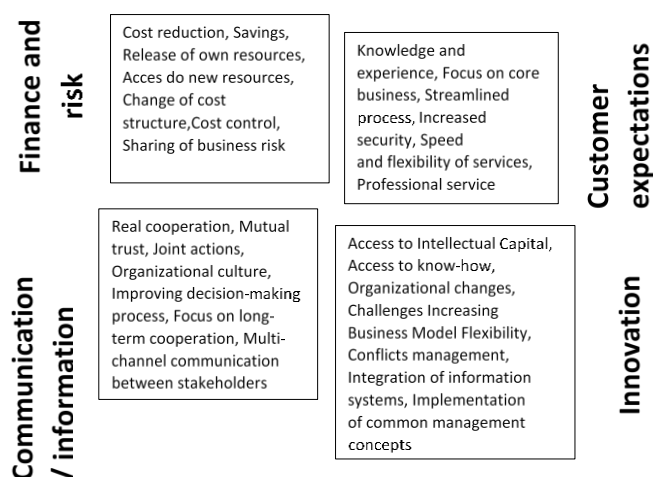 Finance and
risk
Cost reduction, Savings,
Release of own resources,
Acces do new resources,
Change of cost
structure,Cost control,
Sharing of business risk
Knowledge and
experience, Focus on core
business, Streamlined
process, Increased
security, Speed
and flexibility of services,
Professional service
Customer
expectations
Communication
/ information
Real cooperation, Mutual
trust, Joint actions,
Organizational culture,
Improving decision-making
process, Focus on long-
term cooperation, Multi-
channel communication
between stakeholders
Access to Intellectual Capital,
Access to know-how,
Organizational changes,
Challenges Increasing
Business Model Flexibility,
Conflicts management,
Integration of information
systems, Implementation
of common management
concepts
Innovation